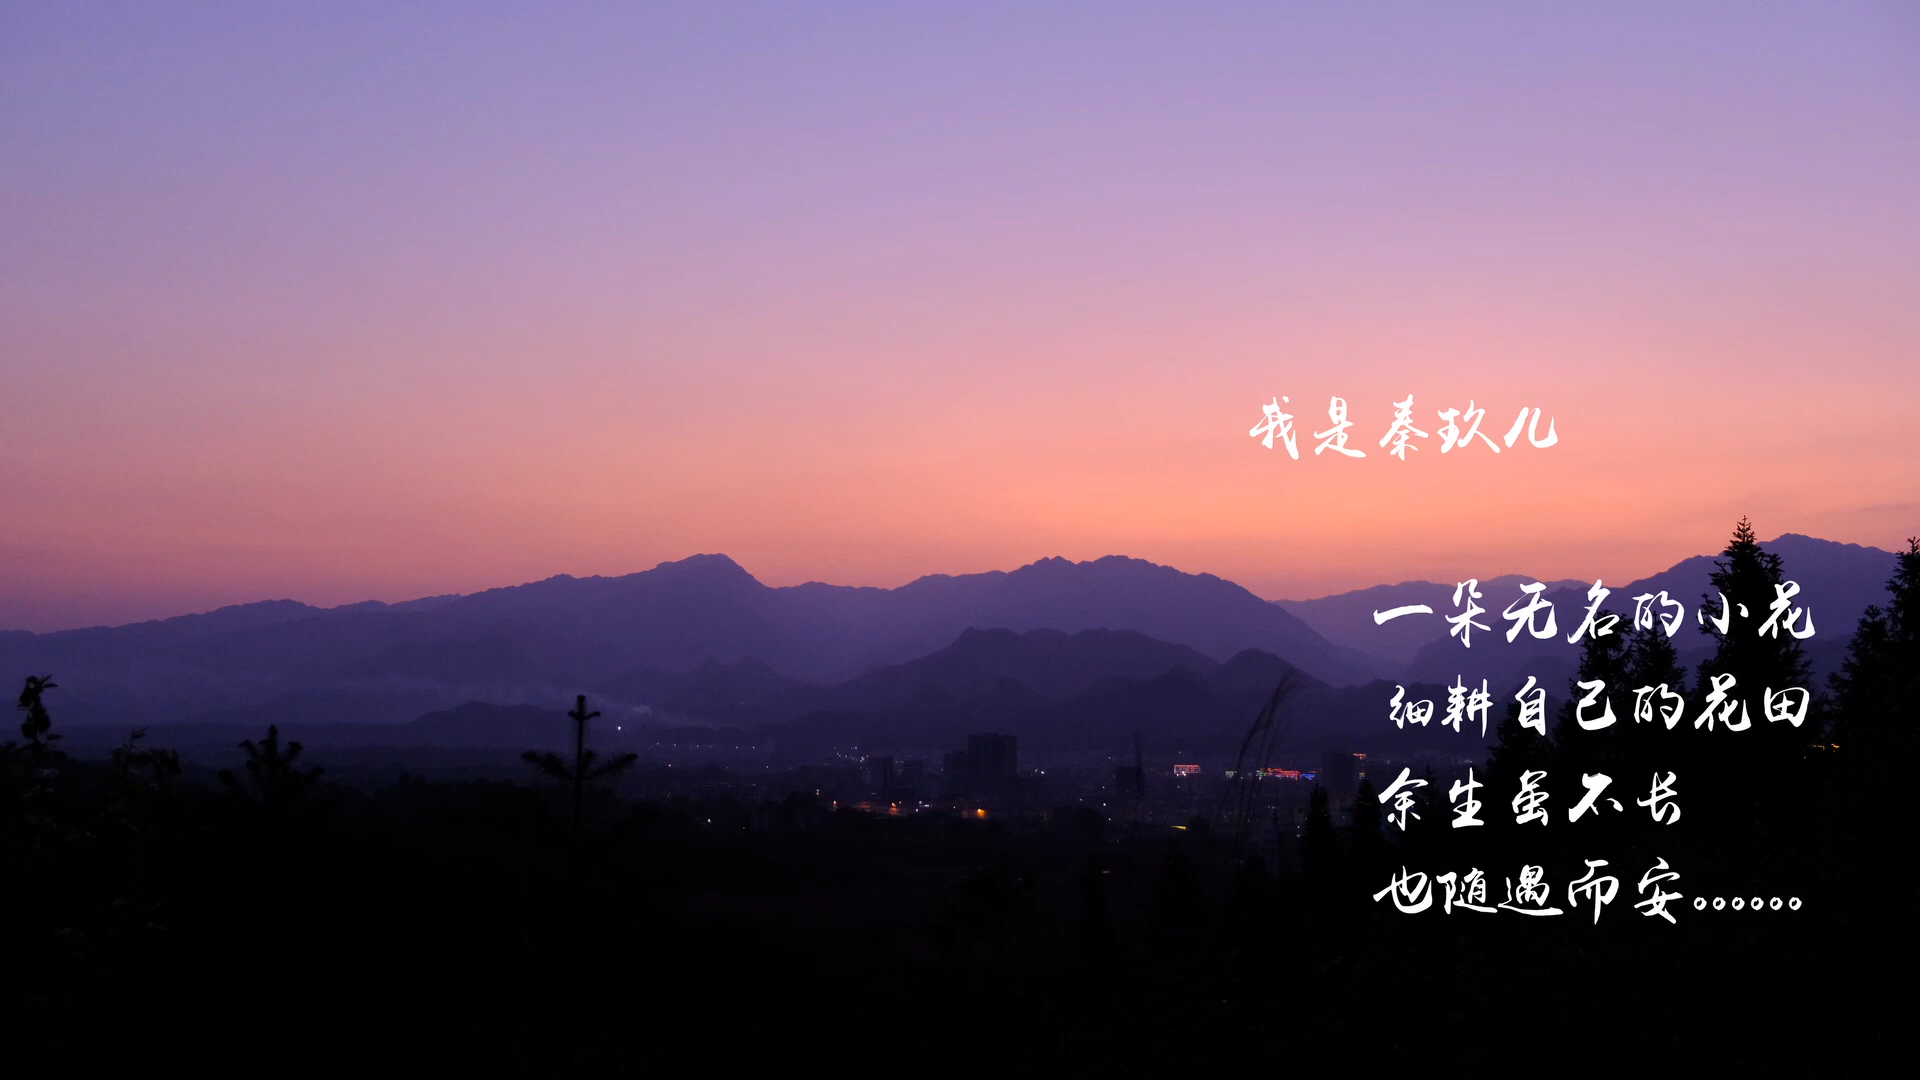 我是秦玖儿
一朵无名的小花
细耕自己的花田
余生虽不长
也随遇而安。。。。。。